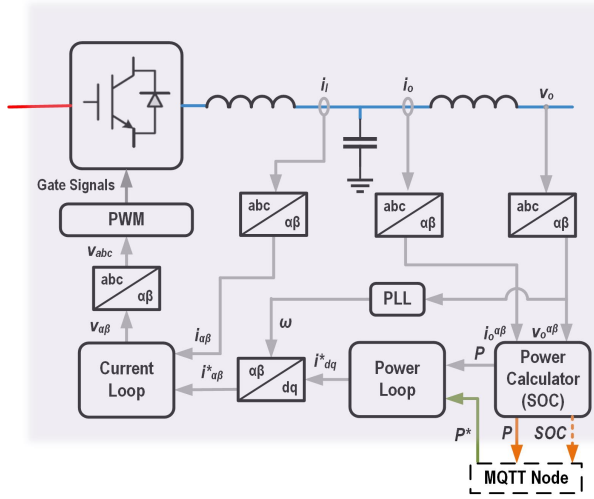 i_l
i_o
v_o
Gate Signals
abc
αβ
abc
αβ
abc
αβ
PWM
v_abc
abc
αβ
PLL
v_αβ
i_αβ
ω
i_o^αβ
v_o^αβ
Current
Loop
i*_αβ
αβ
dq
i*_dq
Power
Loop
P
Power
Calculator
(SOC)
P*
P
SOC
MQTT Node